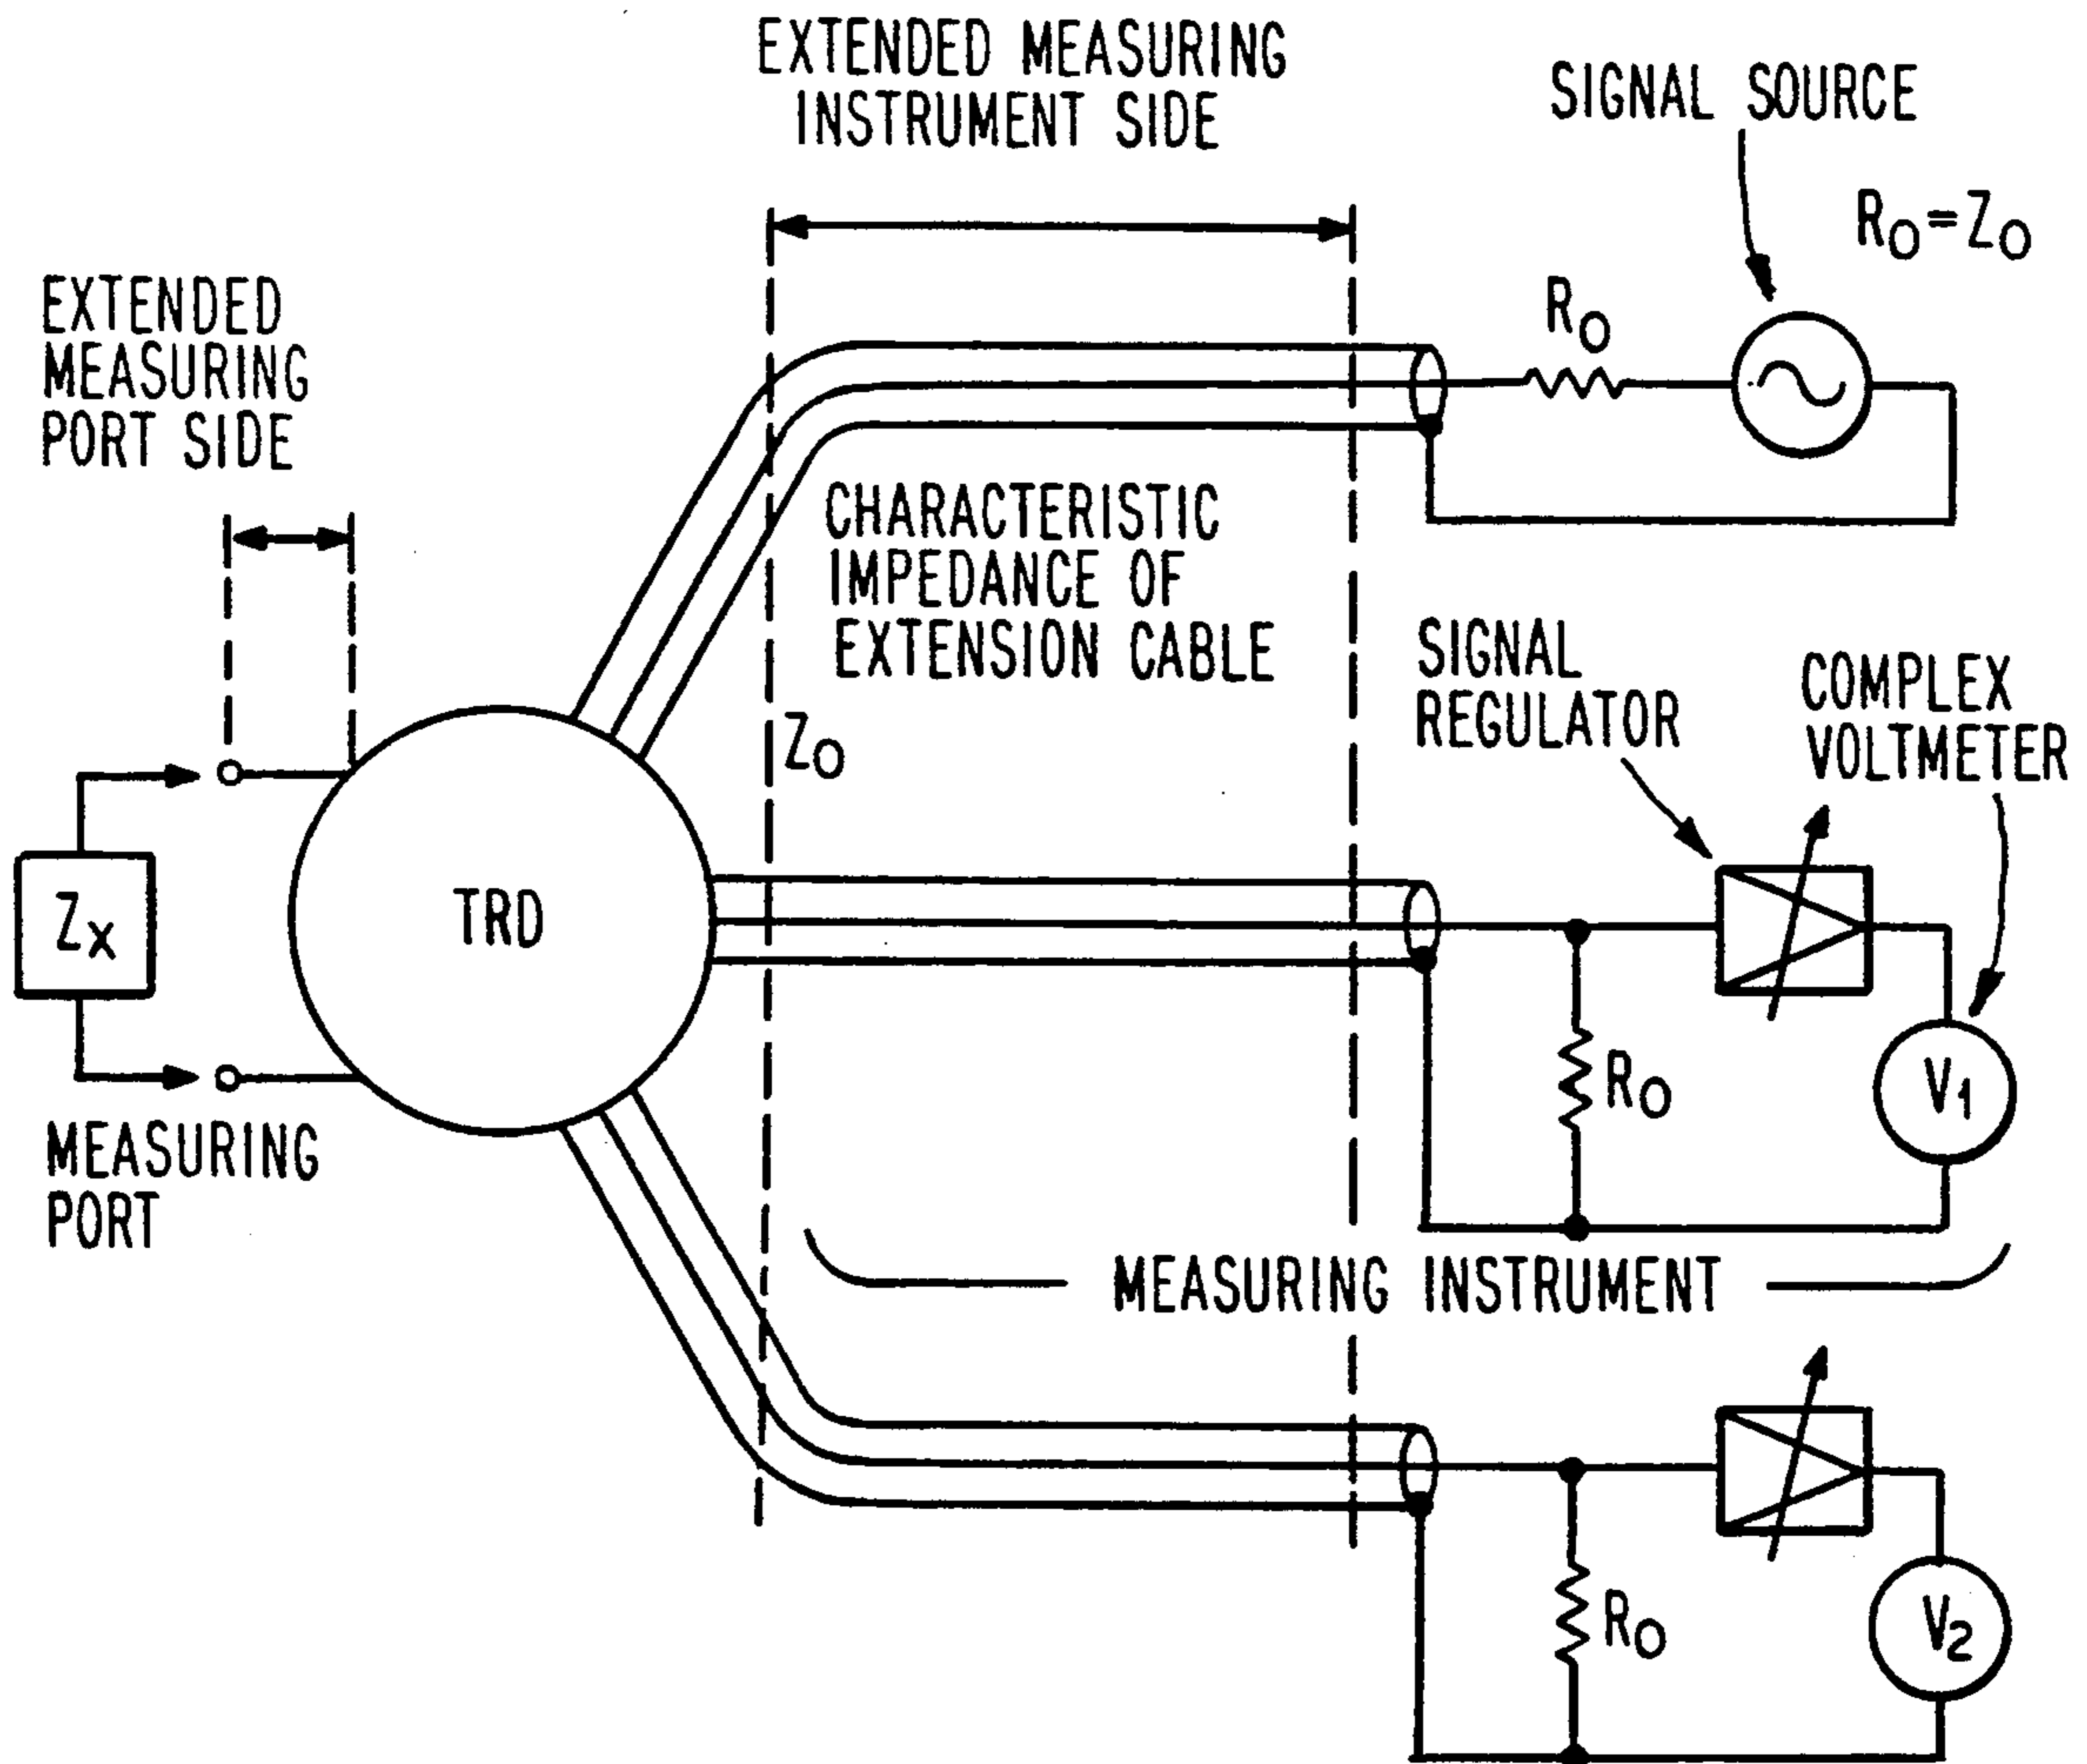 EXTENDED MEASURING
INSTRUMENT SIDE
SIGNAL SOURCE
R0=Z0
R0
EXTENDED
MEASURING
PORT SIDE
CHARACTERISTIC
IMPEDANCE OF
EXTENSION CABLE
Z0
SIGNAL
REGULATOR
COMPLEX
VOLTMETER
ZX
TRD
R0
V1
MEASURING
PORT
MEASURING INSTRUMENT
R0
V2